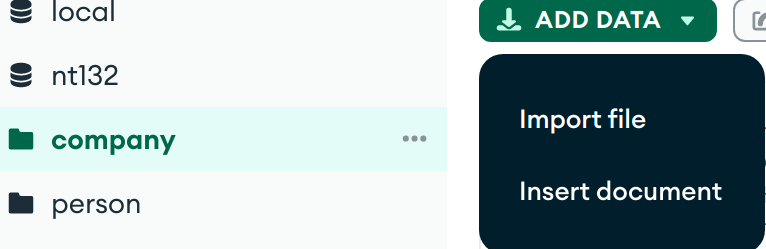 local
nt132
company
person
ADD DATA
Import file
Insert document